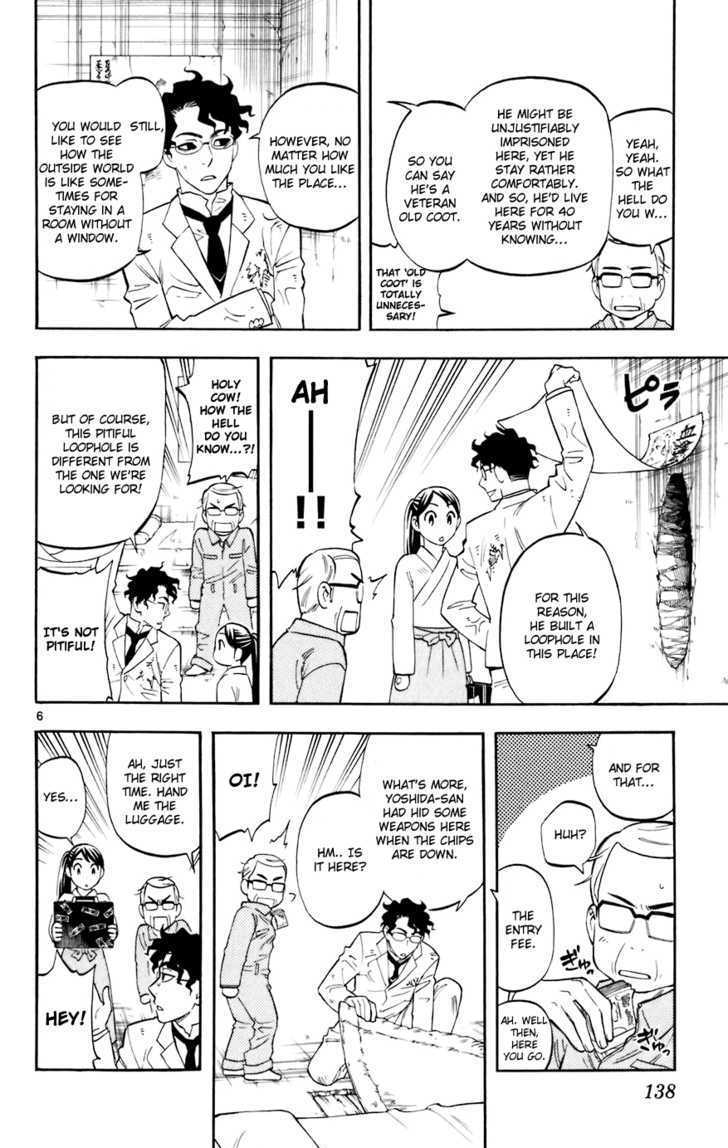 YEAH,
YEAH.
SO WHAT
THE
HELL DO
YOU W...
HE MIGHT BE
UNJUSTIFIABLY
IMPRISONED
HERE, YET HE
STAY RATHER
COMFORTABLY.
AND SO, HE'D LIVE
HERE FOR 40
YEARS WITHOUT
KNOWING...
SO YOU
CAN SAY
HE'S A
VETERAN
OLD COOT.
THAT 'OLD
COOT' IS
TOTALLY
UNNECES-
SARY!
HOWEVER, NO
MATTER HOW
MUCH YOU LIKE
THE PLACE...
YOU WOULD STILL,
LIKE TO SEE
HOW THE
OUTSIDE WORLD
IS LIKE SOME-
TIMES FOR
STAYING IN A
ROOM WITHOUT
A WINDOW.
ピラ
FOR THIS
REASON,
HE BUILT A
LOOPHOLE IN
THIS PLACE!
AH
!!
HOLY
COW!
HOW THE
HELL
DO YOU
KNOW...?!
BUT OF COURSE,
THIS PITIFUL
LOOPHOLE IS
DIFFERENT FROM
THE ONE WE'RE
LOOKING FOR!
IT'S NOT
PITIFUL!
6
AND FOR
THAT...
HUH?
THE
ENTRY
FEE.
ぎゅっ
ぎゅっ
AH. WELL
THEN,
HERE
YOU GO.
WHAT'S MORE,
YOSHIDA-SAN
HAD HID SOME
WEAPONS HERE
WHEN THE CHIPS
ARE DOWN.
HM.. IS
IT HERE?
OI!
AH, JUST
THE RIGHT
TIME. HAND
ME THE
LUGGAGE.
YES...
HEY!
138